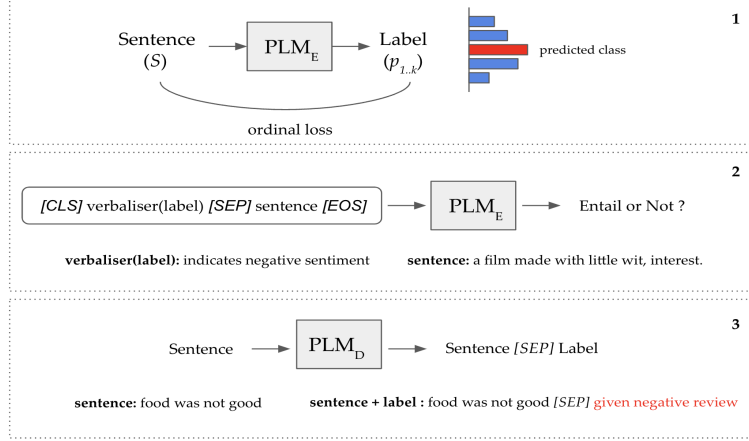 1
Sentence
(S)
PLM_E
Label
(p_1..k)
predicted class
ordinal loss
2
[CLS] verbaliser(label) [SEP] sentence [EOS]
PLM_E
Entail or Not ?
verbaliser(label): indicates negative sentiment
sentence: a film made with little wit, interest.
3
Sentence
PLM_D
Sentence [SEP] Label
sentence: food was not good
sentence + label : food was not good [SEP] given negative review